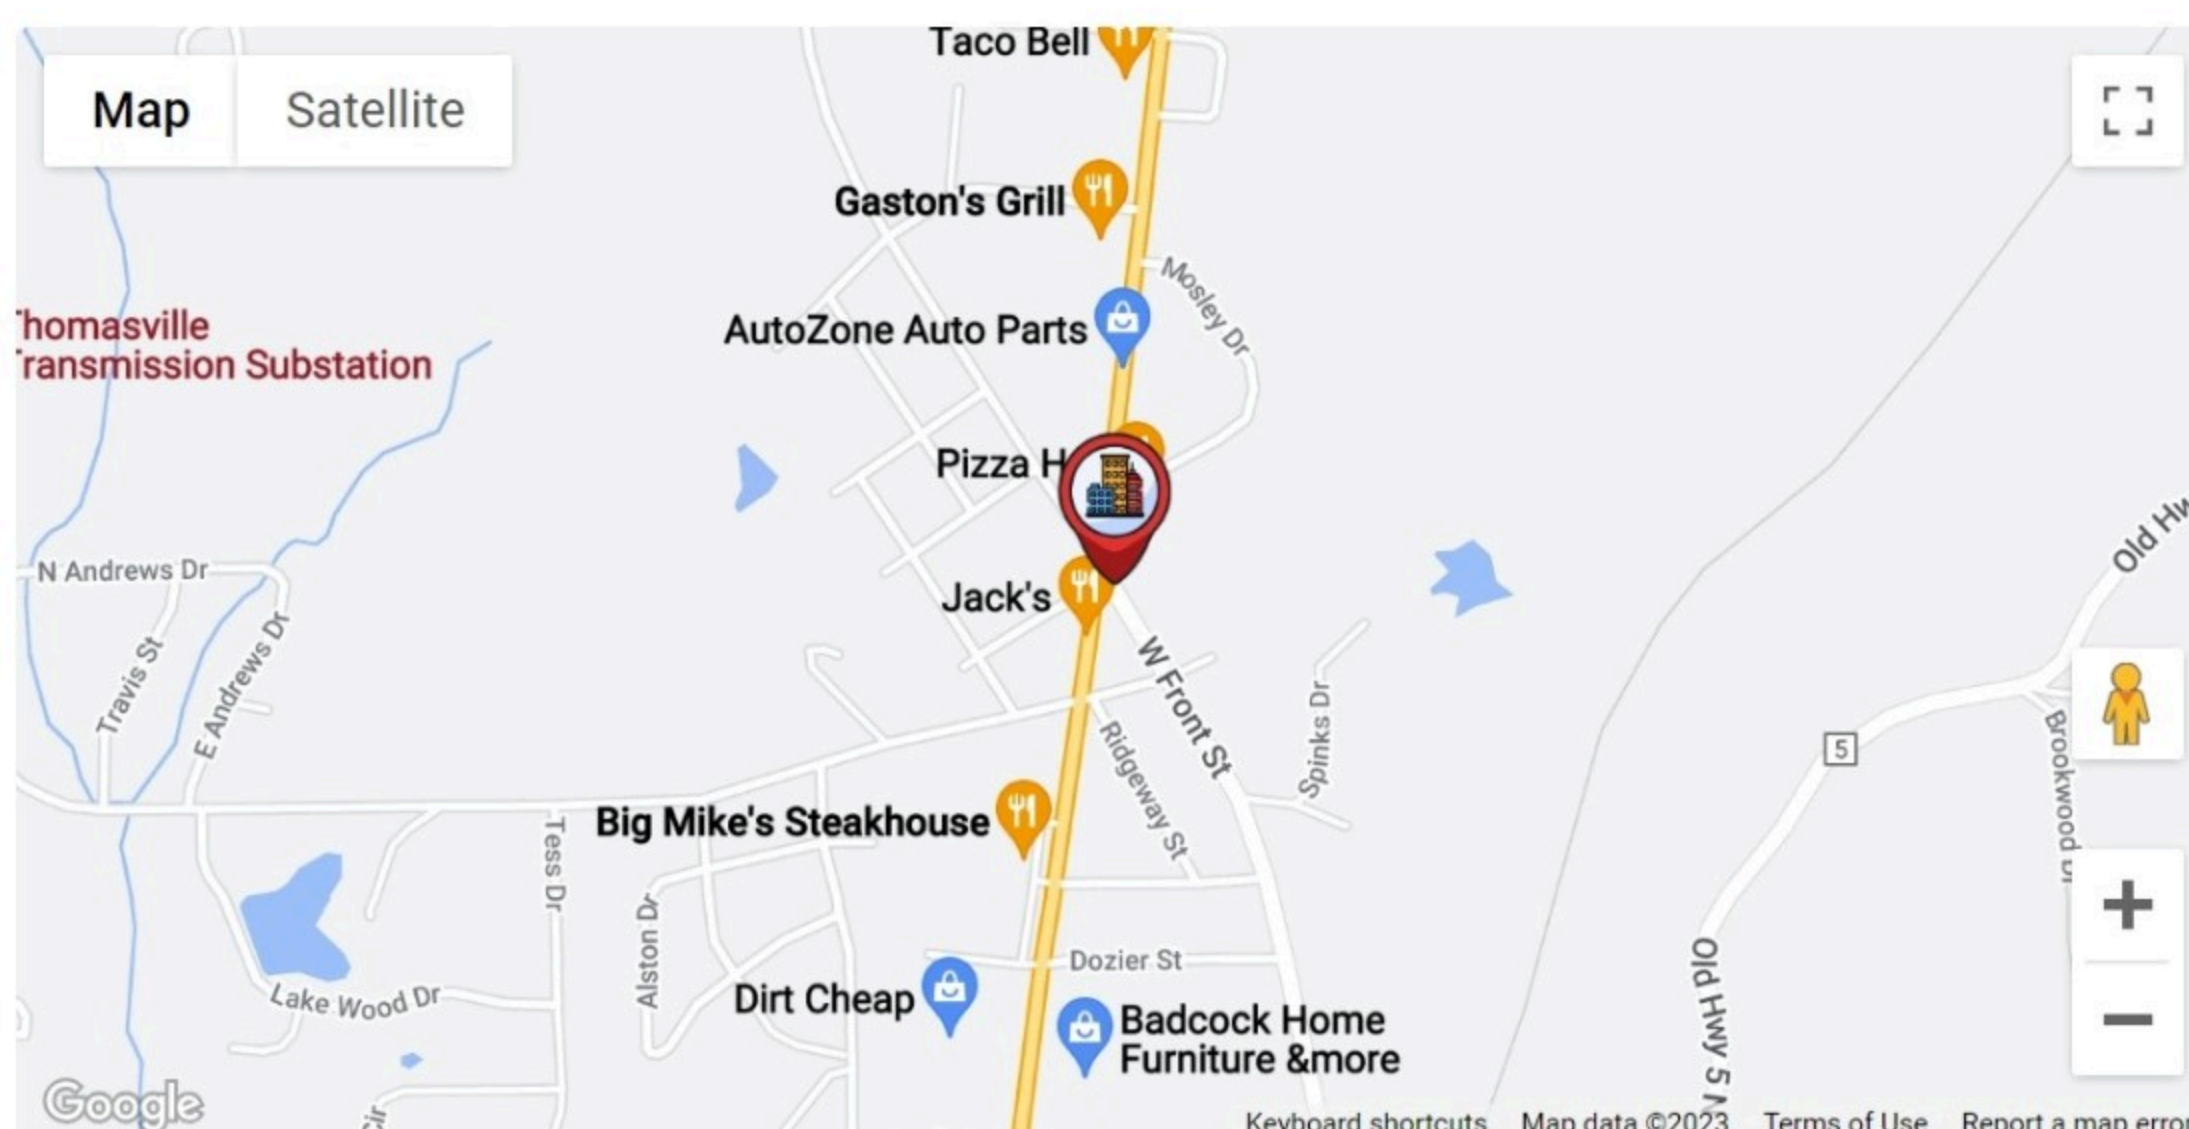 Taco Bell
Map
Satellite
Gaston's Grill
Mosley Dr
homasville
ransmission Substation
AutoZone Auto Parts
Pizza H
Old Hw
N Andrews Dr
Jack's
Travis St
E Andrews Dr
W Front St
Spinks Dr
Ridgeway St
5
Brookwood Dr
Big Mike's Steakhouse
Tess Dr
Alston Dr
Dozier St
Lake Wood Dr
Dirt Cheap
Badcock Home
Furniture &more
Old Hwy 5 N
Google
Cir
Keyboard shortcuts
Map data ©2023
Terms of Use
Report a map error